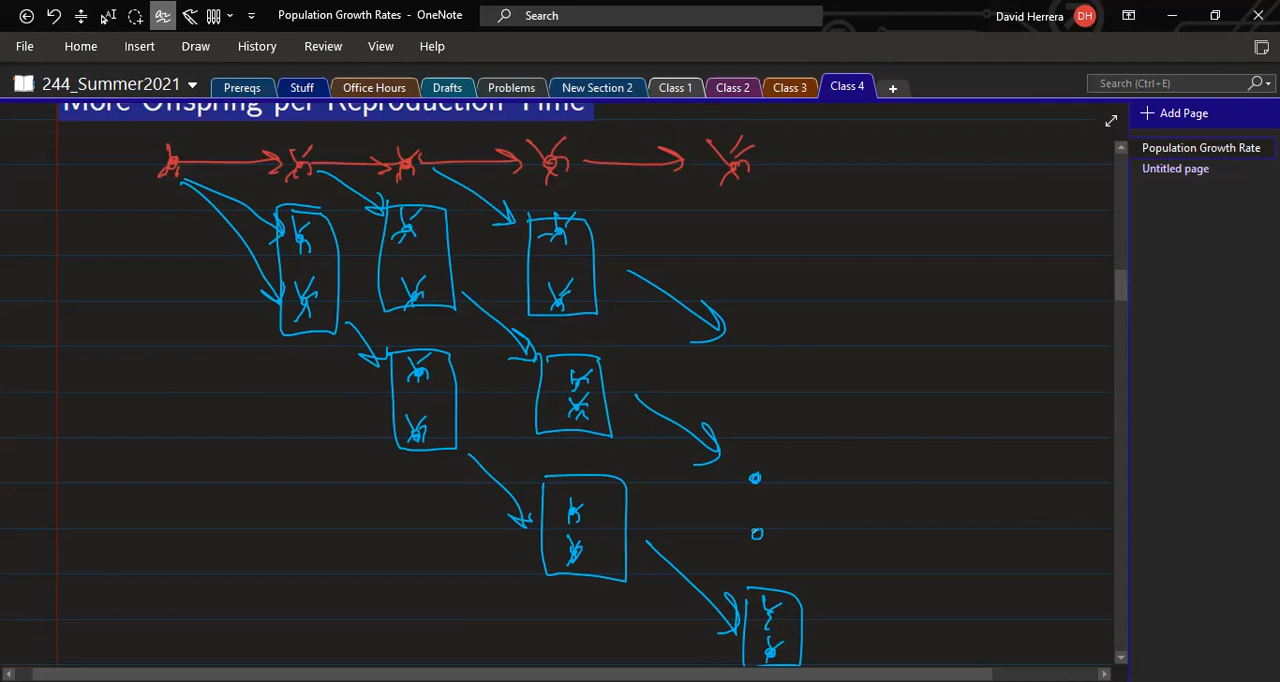 Population Growth Rates - OneNote
Search
David Herrera DH
File Home Insert Draw History Review View Help
244_Summer2021 Prereqs Stuff Office Hours Drafts Problems New Section 2 Class 1 Class 2 Class 3 Class 4 + Search (Ctrl+E)
More Offspring per Reproduction Time
Add Page
Population Growth Rate
Untitled page